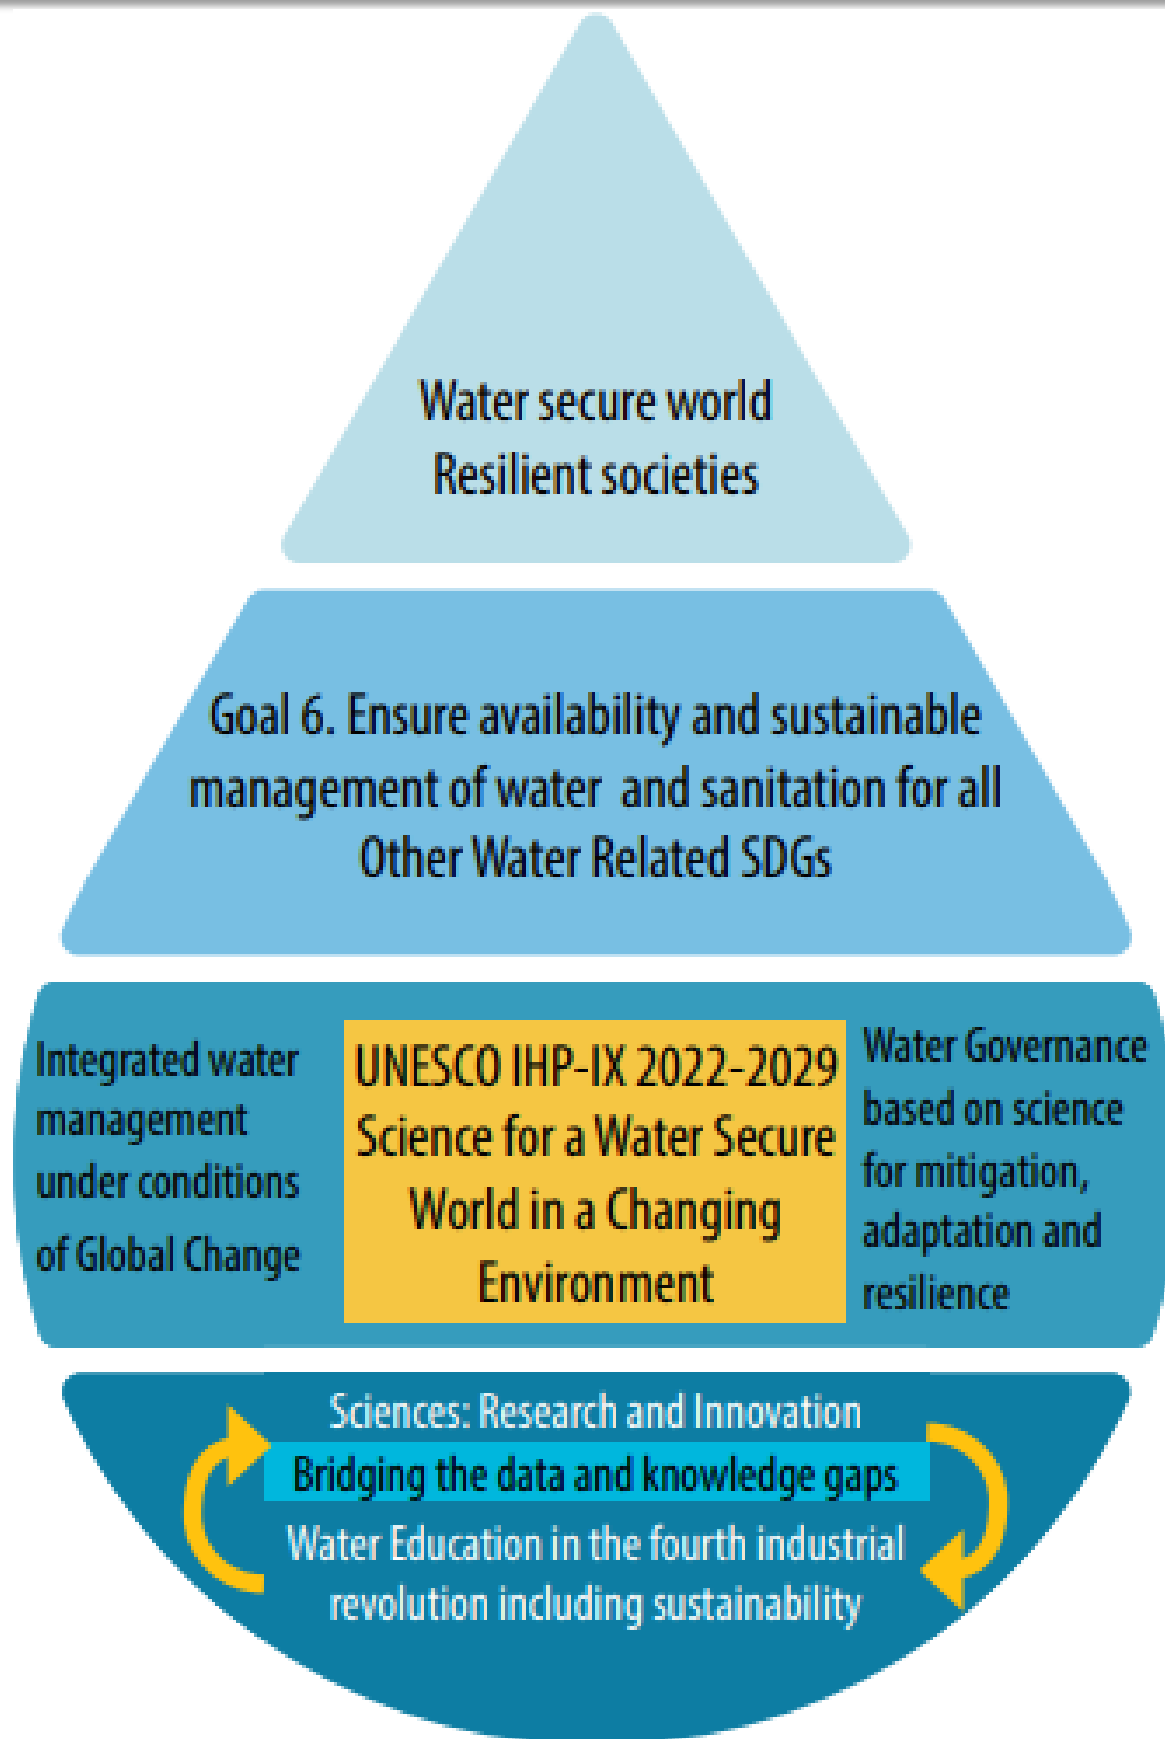 Water secure world
Resilient societies
Goal 6. Ensure availability and sustainable
management of water and sanitation for all
Other Water Related SDGs
Integrated water
management
under conditions
of Global Change
UNESCO IHP-IX 2022-2029
Science for a Water Secure
World in a Changing
Environment
Water Governance
based on science
for mitigation,
adaptation and
resilience
Sciences: Research and Innovation
Bridging the data and knowledge gaps
Water Education in the fourth industrial
revolution including sustainability